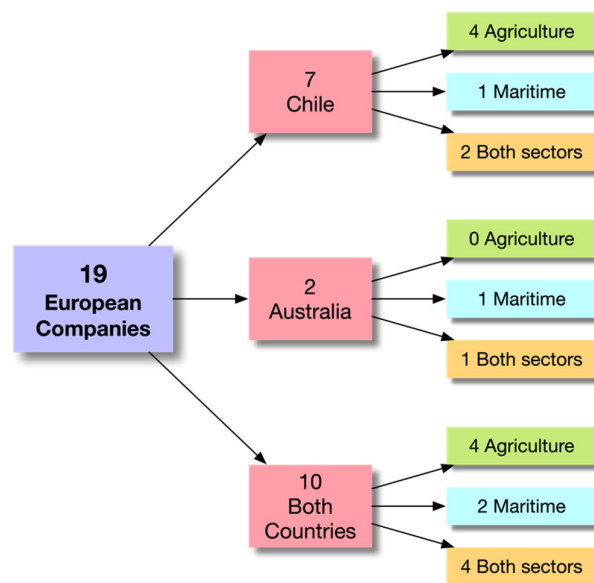 19
European
Companies
7
Chile
4 Agriculture
1 Maritime
2 Both sectors
2
Australia
0 Agriculture
1 Maritime
1 Both sectors
10
Both
Countries
4 Agriculture
2 Maritime
4 Both sectors